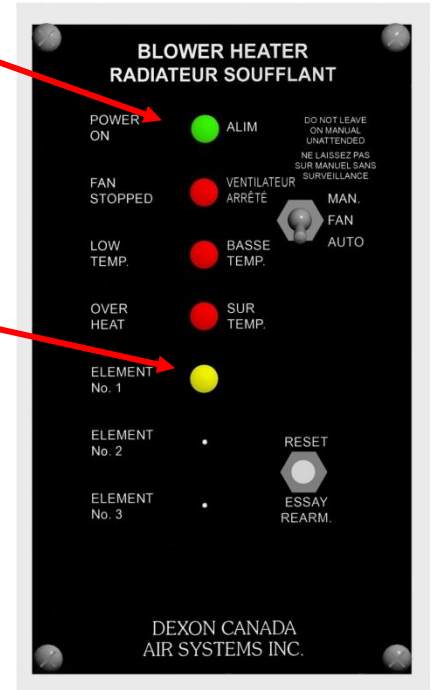 BLOWER HEATER
RADIATEUR SOUFFLANT
POWER
ON
ALIM
DO NOT LEAVE
ON MANUAL
UNATTENDED
NE LAISSEZ PAS
SUR MANUEL SANS
SURVEILLANCE
FAN
STOPPED
VENTILATEUR
ARRÊTÉ
MAN.
FAN
AUTO
LOW
TEMP.
BASSE
TEMP.
OVER
HEAT
SUR
TEMP.
ELEMENT
No. 1
ELEMENT
No. 2
RESET
ELEMENT
No. 3
ESSAY
REARM.
DEXON CANADA
AIR SYSTEMS INC.